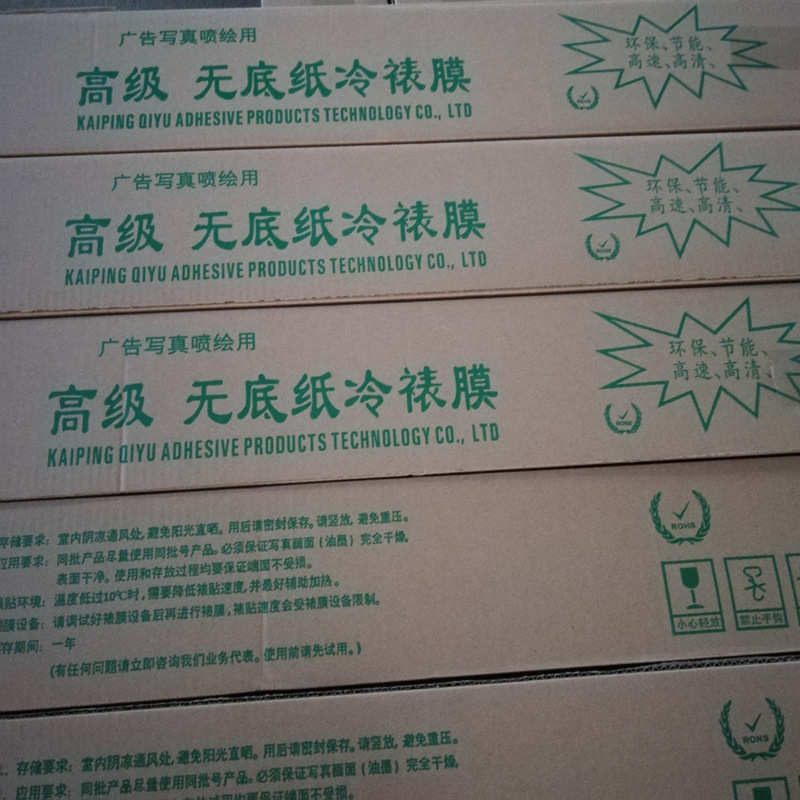 广告写真喷绘用
高级 无底纸冷裱膜
KAIPING QIYU ADHESIVE PRODUCTS TECHNOLOGY CO., LTD
环保、节能、
高速、高清、
ROHS
广告写真喷绘用
高级 无底纸冷裱膜
KAIPING QIYU ADHESIVE PRODUCTS TECHNOLOGY CO., LTD
环保、节能、
高速、高清、
ROHS
广告写真喷绘用
高级 无底纸冷裱膜
KAIPING QIYU ADHESIVE PRODUCTS TECHNOLOGY CO., LTD
环保、节能、
高速、高清、
ROHS
存储要求：室内阴凉通风处，避免阳光直晒。用后请密封保存。请竖放，避免重压。
应用要求：同批产品尽量使用同批号产品。必须保证写真画面（油墨）完全干燥，
表面干净。使用和存放过程均要保证端面不受损。
裱贴环境：温度低过10℃时，需要降低裱贴速度，并最好辅助加热。
膜设备：请调试好裱膜设备后再进行裱膜，裱贴速度会受裱膜设备限制。
存期间：一年
（有任何问题请立即咨询我们业务代表。使用前请先试用。）
ROHS
小心轻放
禁止手钩
存储要求：室内阴凉通风处，避免阳光直晒。用后请密封保存。请竖放，避免重压。
应用要求：同批产品尽量使用同批号产品。必须保证写真画面（油墨）完全干燥，
ROHS